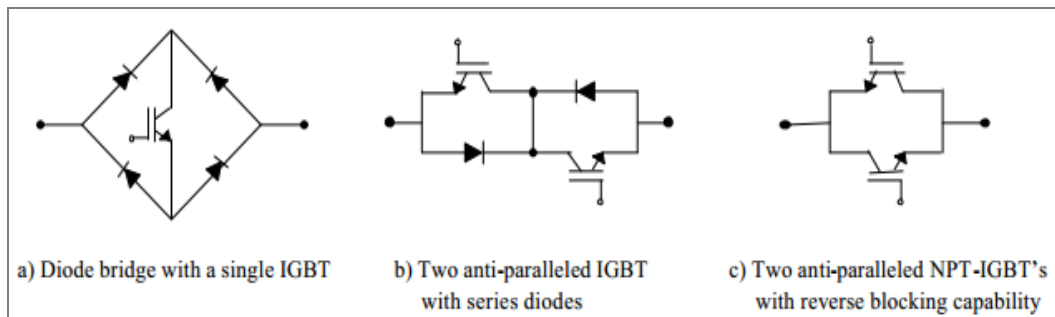 a) Diode bridge with a single IGBT
b) Two anti-paralleled IGBT
with series diodes
c) Two anti-paralleled NPT-IGBT's
with reverse blocking capability